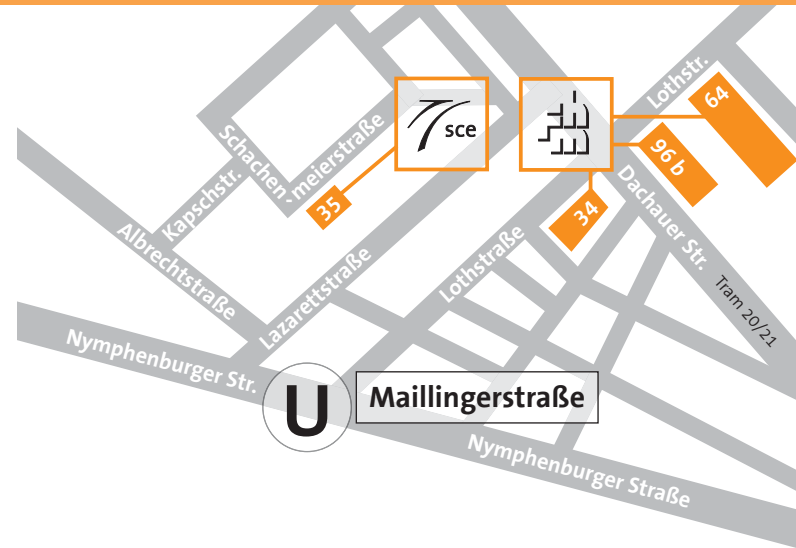 Lothstr.
64
sce
96 b
Schachen-
meierstraße
35
34
Kapschstr.
Dachauer Str.
Albrechtstraße
Lazarettstraße
Lothstraße
Tram 20/21
Nymphenburger Str.
U
Maillingerstraße
Nymphenburger Straße